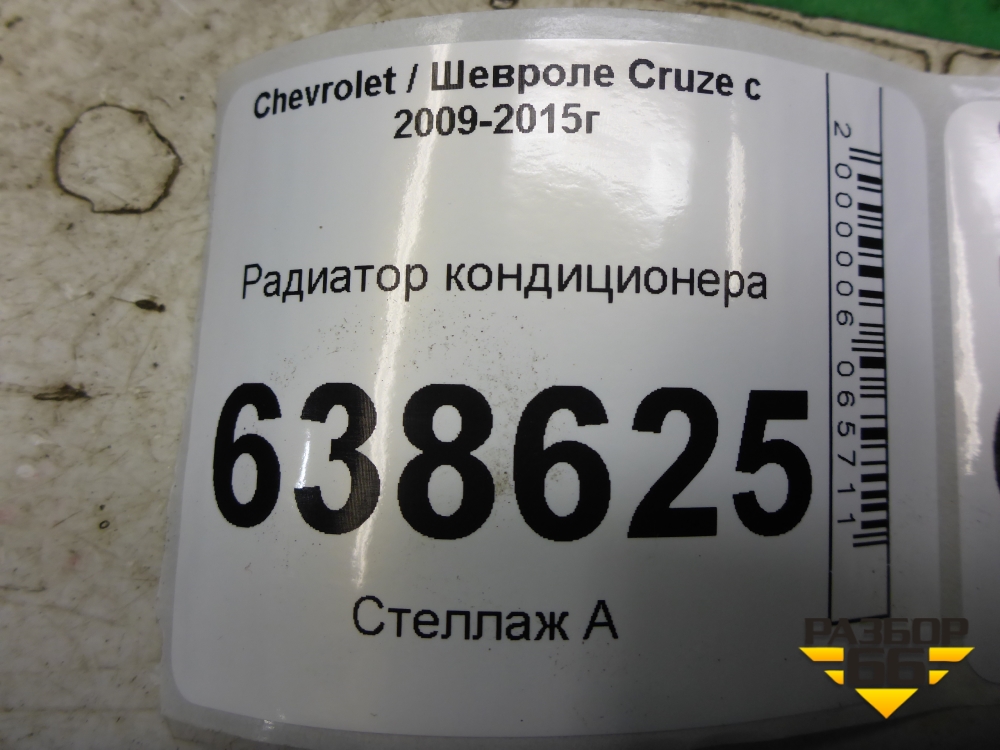 Chevrolet / Шевроле Cruze с
2009-2015г
Радиатор кондиционера
638625
Стеллаж А
2000006065711
РАЗБОР
66